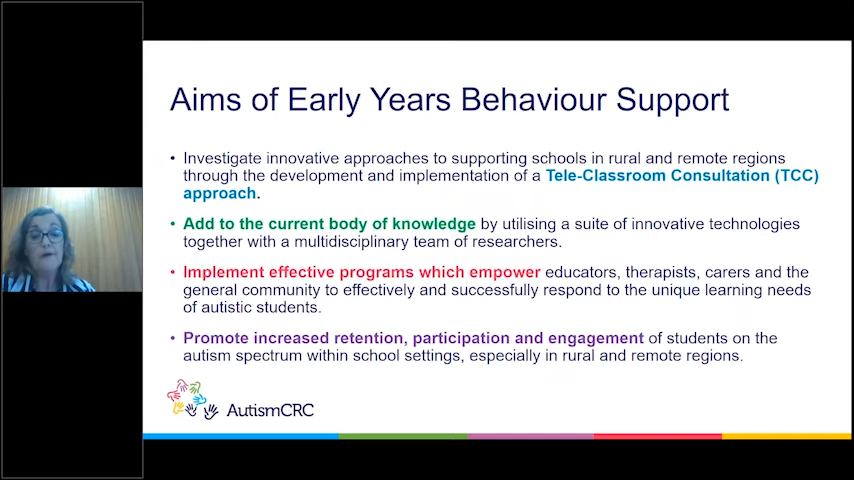 Aims of Early Years Behaviour Support
• Investigate innovative approaches to supporting schools in rural and remote regions
through the development and implementation of a Tele-Classroom Consultation (TCC)
approach.
• Add to the current body of knowledge by utilising a suite of innovative technologies
together with a multidisciplinary team of researchers.
• Implement effective programs which empower educators, therapists, carers and the
general community to effectively and successfully respond to the unique learning needs
of autistic students.
• Promote increased retention, participation and engagement of students on the
autism spectrum within school settings, especially in rural and remote regions.
AutismCRC